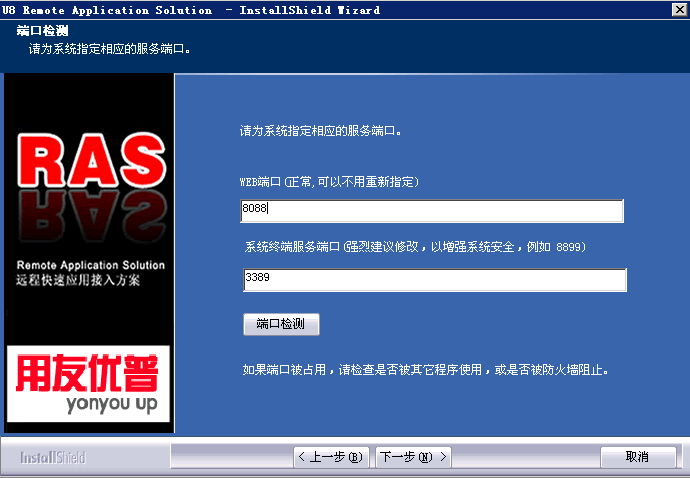 U8 Remote Application Solution - InstallShield Wizard
端口检测
请为系统指定相应的服务端口。
RAS
Remote Application Solution
远程快速应用接入方案
用友优普
yonyou up
请为系统指定相应的服务端口。
WEB端口(正常,可以不用重新指定)
8088
系统终端服务端口(强烈建议修改，以增强系统安全，例如 8899)
3389
端口检测
如果端口被占用，请检查是否被其它程序使用，或是否被防火墙阻止。
InstallShield
< 上一步(B)
下一步(N) >
取消